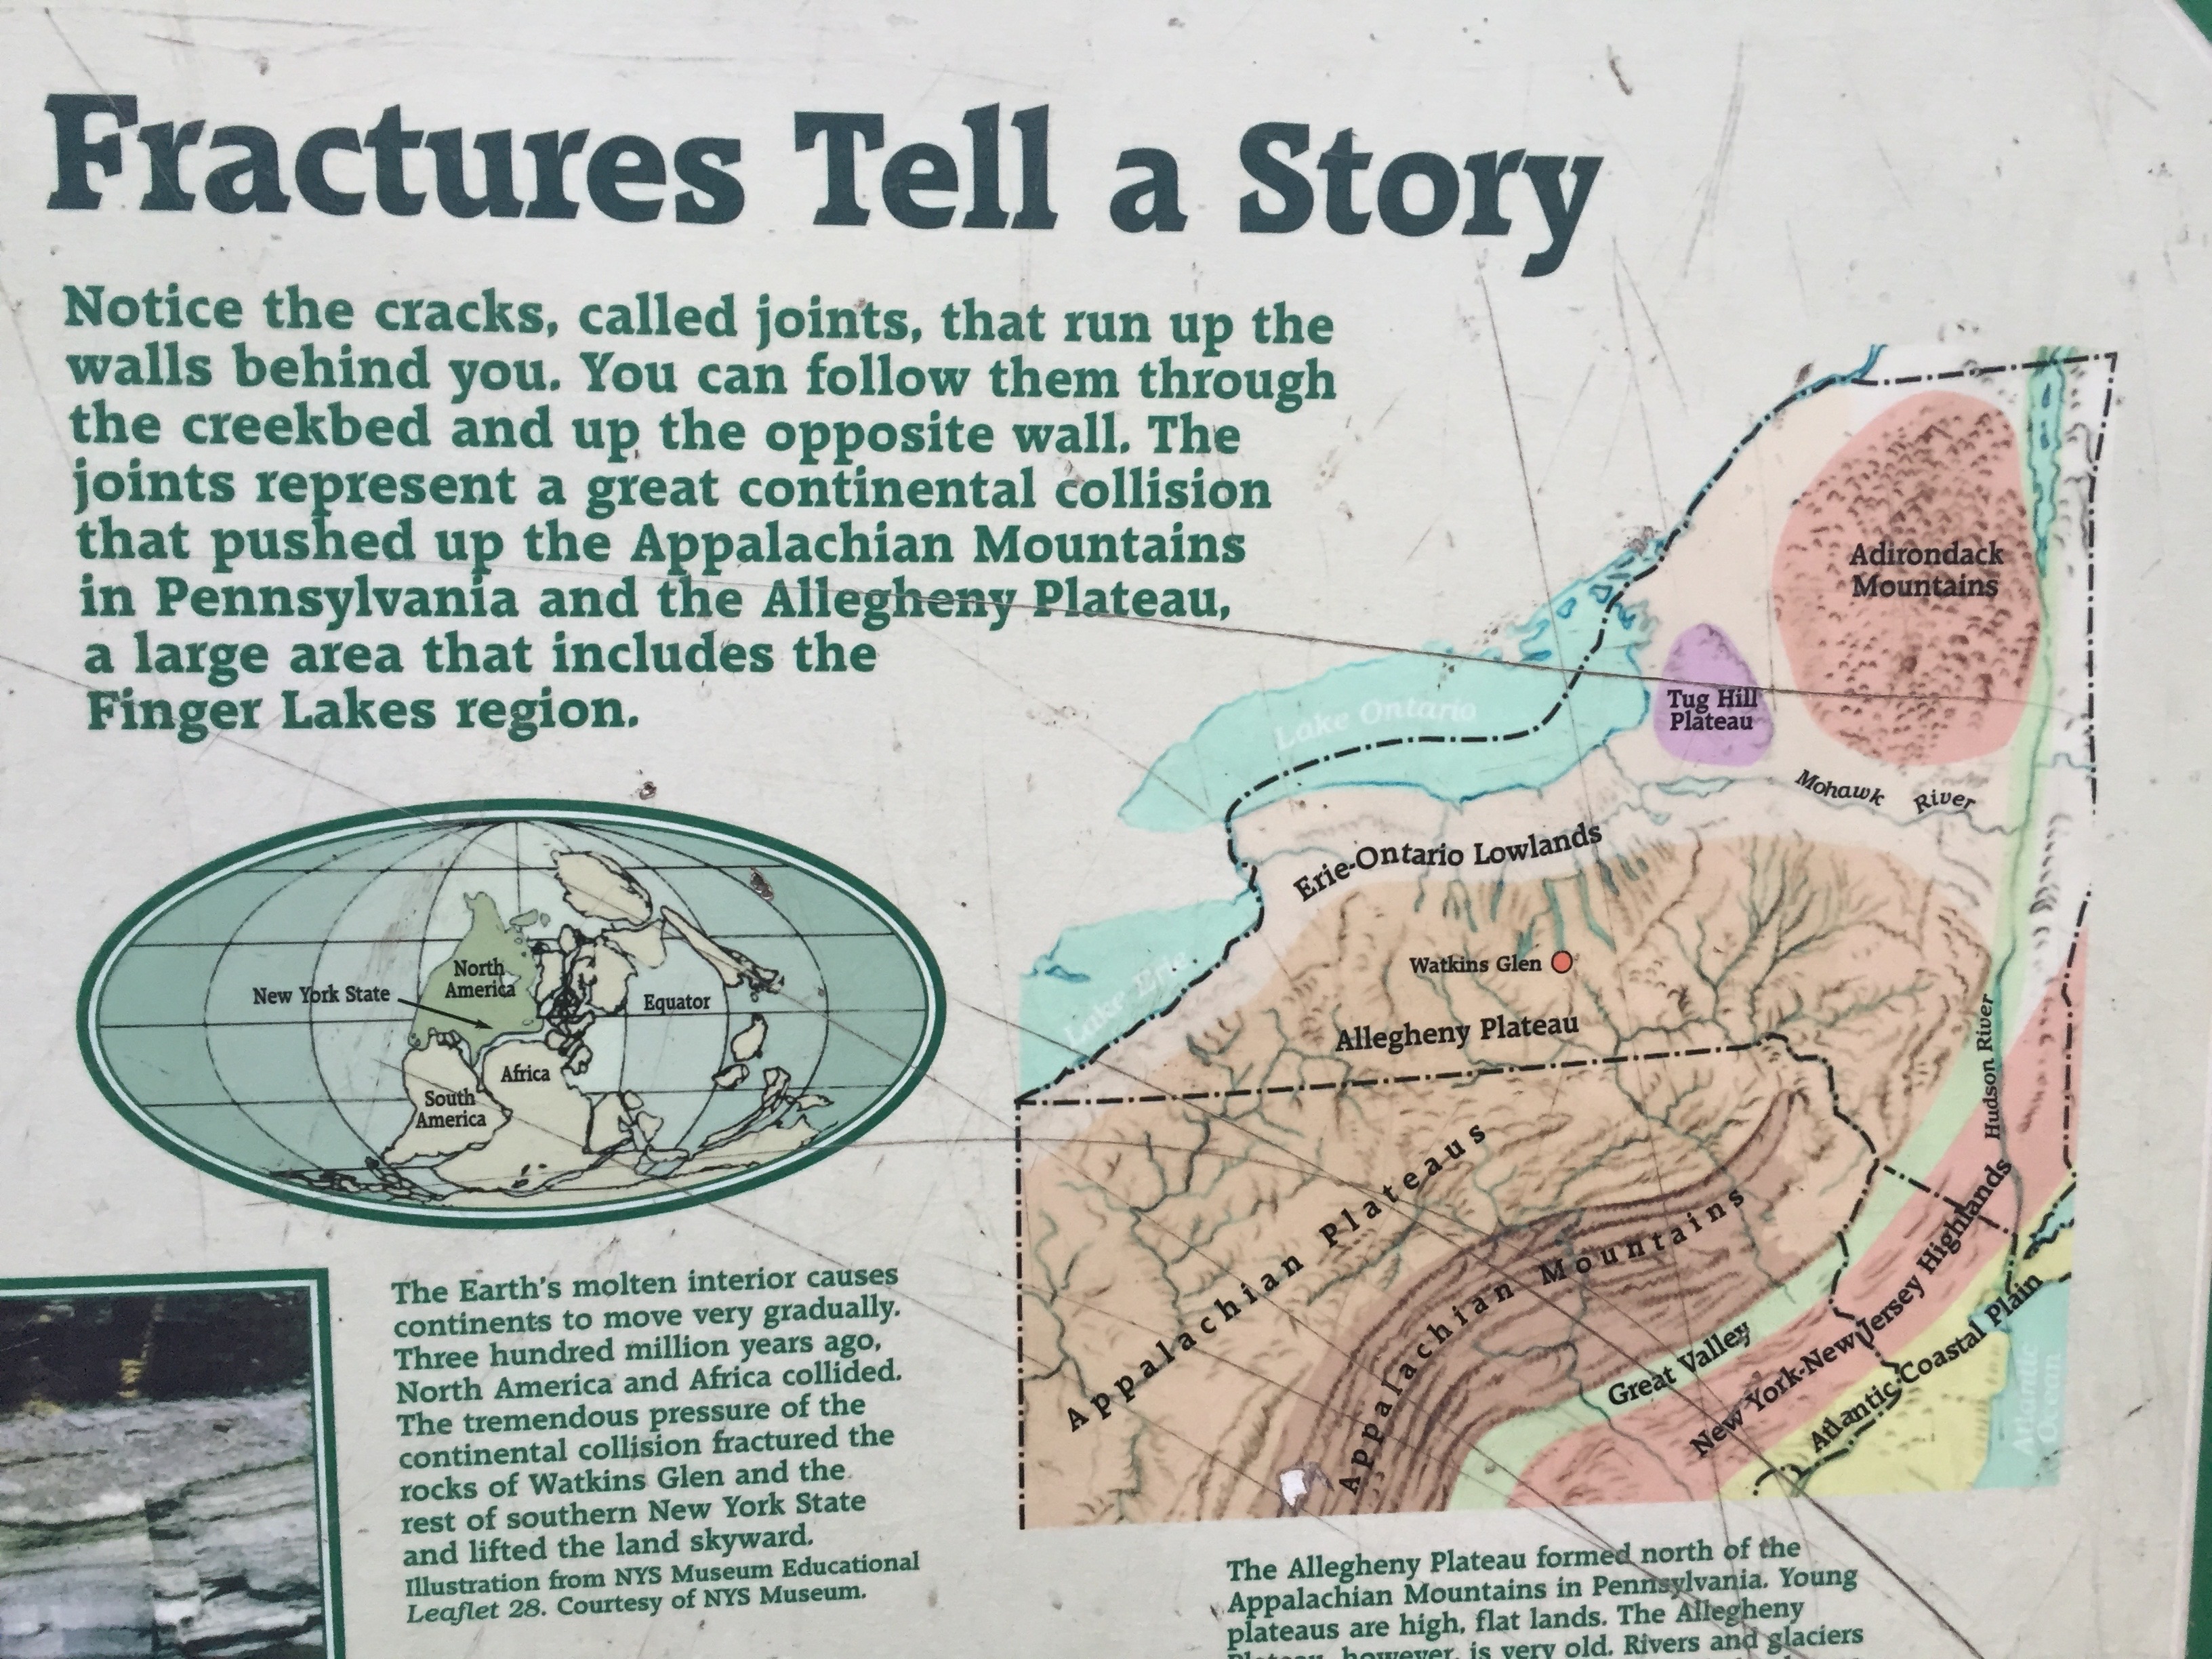 Fractures Tell a Story
Notice the cracks, called joints, that run up the
walls behind you. You can follow them through
the creekbed and up the opposite wall. The
joints represent a great continental collision
that pushed up the Appalachian Mountains
in Pennsylvania and the Allegheny Plateau,
a large area that includes the
Finger Lakes region.
North
America
New York State
Equator
Africa
South
America
The Earth's molten interior causes
continents to move very gradually.
Three hundred million years ago,
North America and Africa collided.
The tremendous pressure of the
continental collision fractured the
rocks of Watkins Glen and the
rest of southern New York State
and lifted the land skyward.
Illustration from NYS Museum Educational
Leaflet 28. Courtesy of NYS Museum.
Adirondack
Mountains
Tug Hill
Plateau
Lake Ontario
Mohawk River
Erie-Ontario Lowlands
Watkins Glen
Lake Erie
Allegheny Plateau
Hudson River
Appalachian Plateaus
Appalachian Mountains
Great Valley
New York-New Jersey Highlands
Atlantic Coastal Plain
Atlantic
Ocean
The Allegheny Plateau formed north of the
Appalachian Mountains in Pennsylvania. Young
plateaus are high, flat lands. The Allegheny
Plateau, however, is very old. Rivers and glaciers